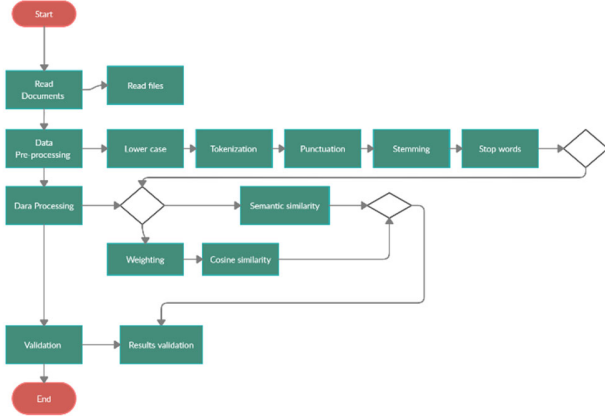 Start
Read
Documents
Read files
Data
Pre-processing
Lower case
Tokenization
Punctuation
Stemming
Stop words
Dara Processing
Semantic similarity
Weighting
Cosine similarity
Validation
Results validation
End